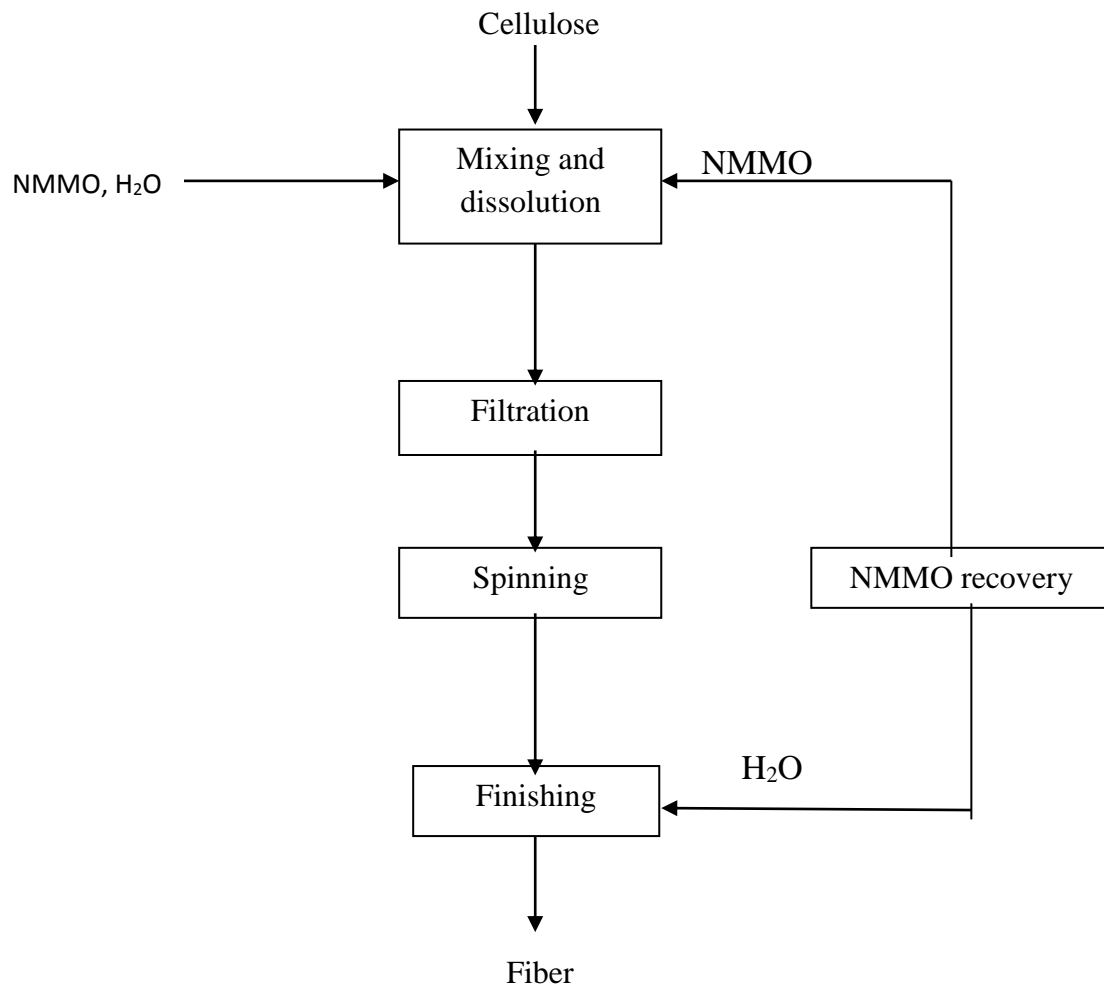 Cellulose
Mixing and
dissolution
NMMO, H₂O
NMMO
Filtration
Spinning
NMMO recovery
H₂O
Finishing
Fiber